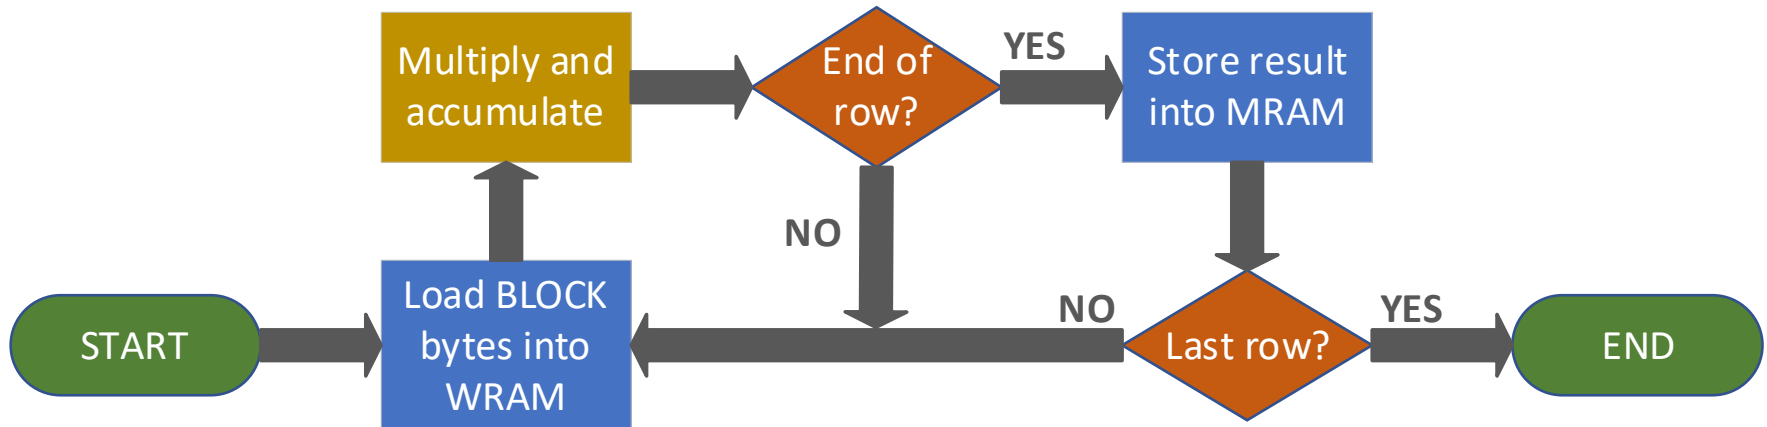 Multiply and
accumulate
End of
row?
YES
Store result
into MRAM
NO
START
Load BLOCK
bytes into
WRAM
NO
Last row?
YES
END